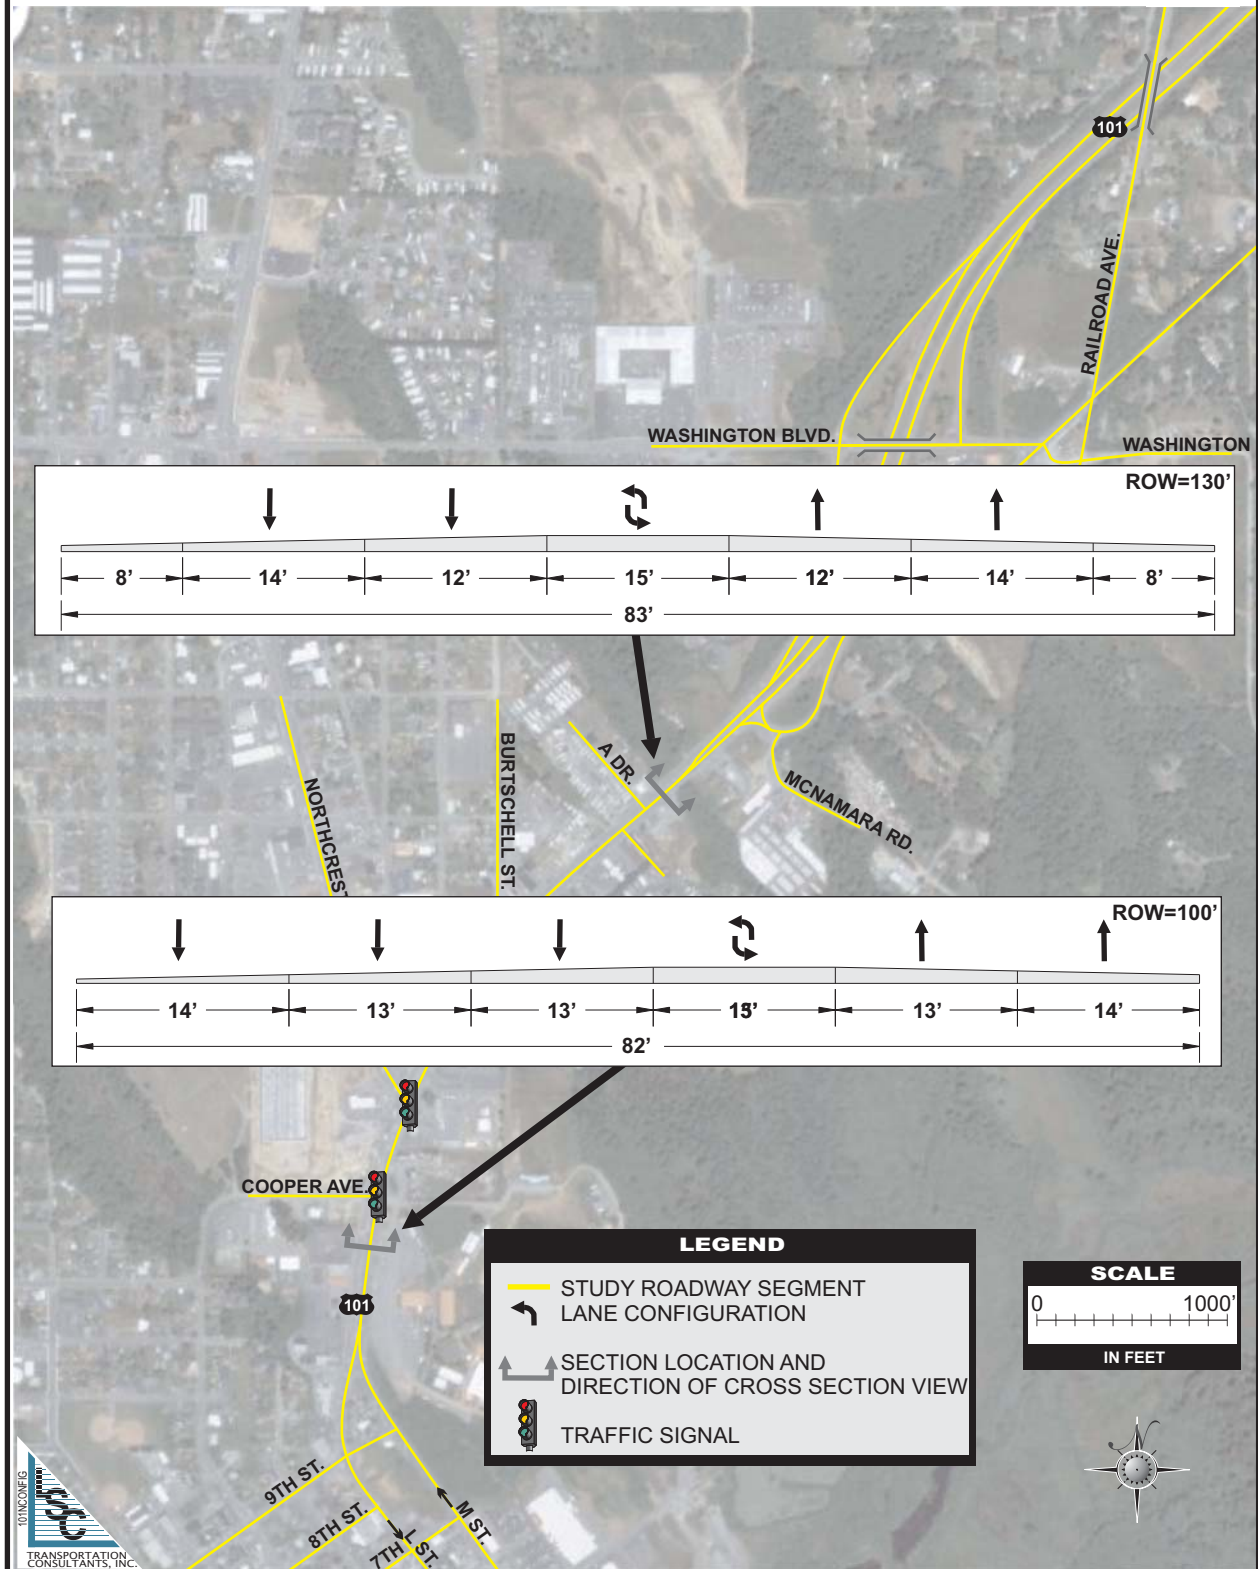 101
RAILROAD AVE.
WASHINGTON BLVD.
WASHINGTON
ROW=130'
8'
14'
12'
15'
12'
14'
8'
83'
A DR.
BURTSCHELL ST.
NORTHCREST
MCNAMARA RD.
ROW=100'
14'
13'
13'
13'
14'
82'
COOPER AVE.
101
LEGEND
STUDY ROADWAY SEGMENT
LANE CONFIGURATION
SECTION LOCATION AND
DIRECTION OF CROSS SECTION VIEW
TRAFFIC SIGNAL
SCALE
0 1000'
IN FEET
N
9TH ST.
8TH ST.
7TH
L ST.
M ST.
101NCONFIG
LSC
TRANSPORTATION
CONSULTANTS, INC.